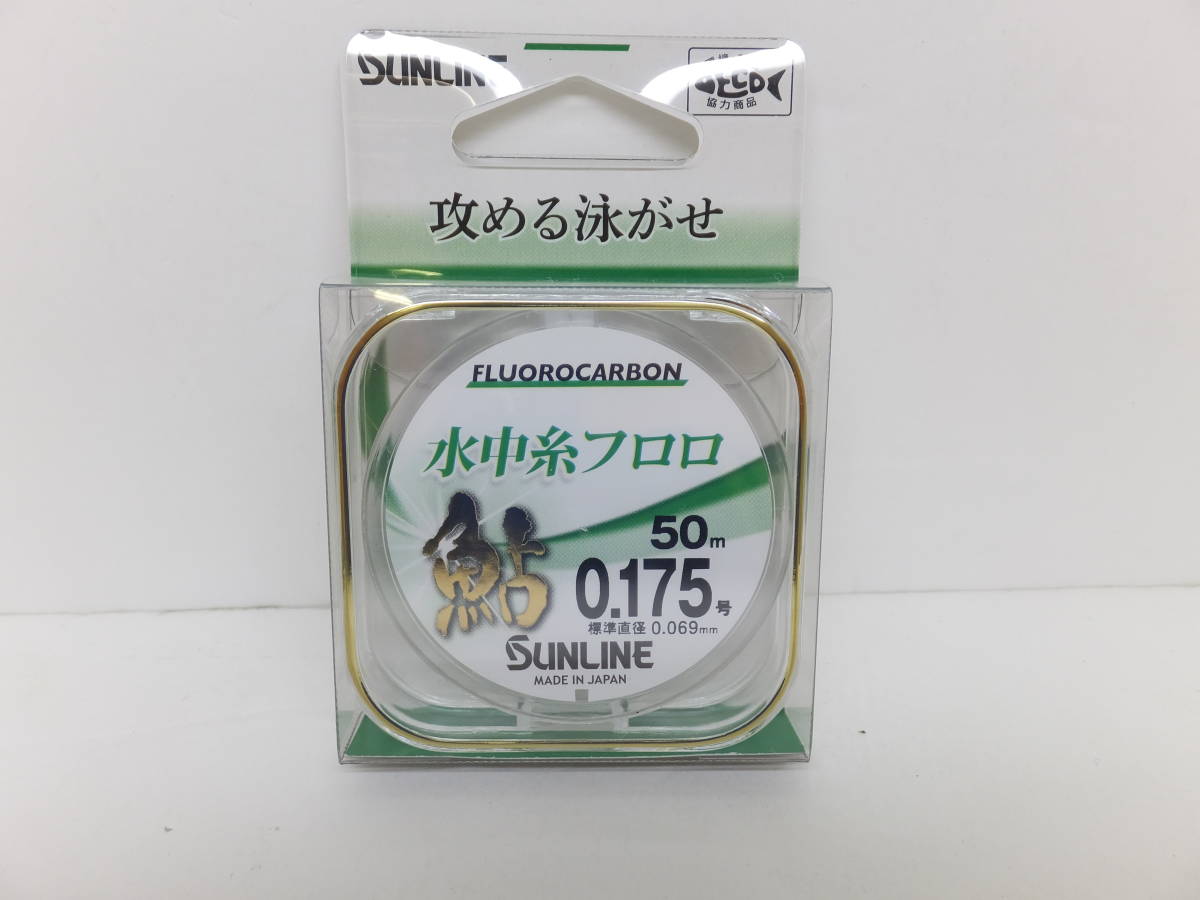 SUNLINE
協力商品
攻める泳がせ
FLUOROCARBON
水中糸フロロ
鮎
50m
0.175号
標準直径 0.069mm
SUNLINE
MADE IN JAPAN